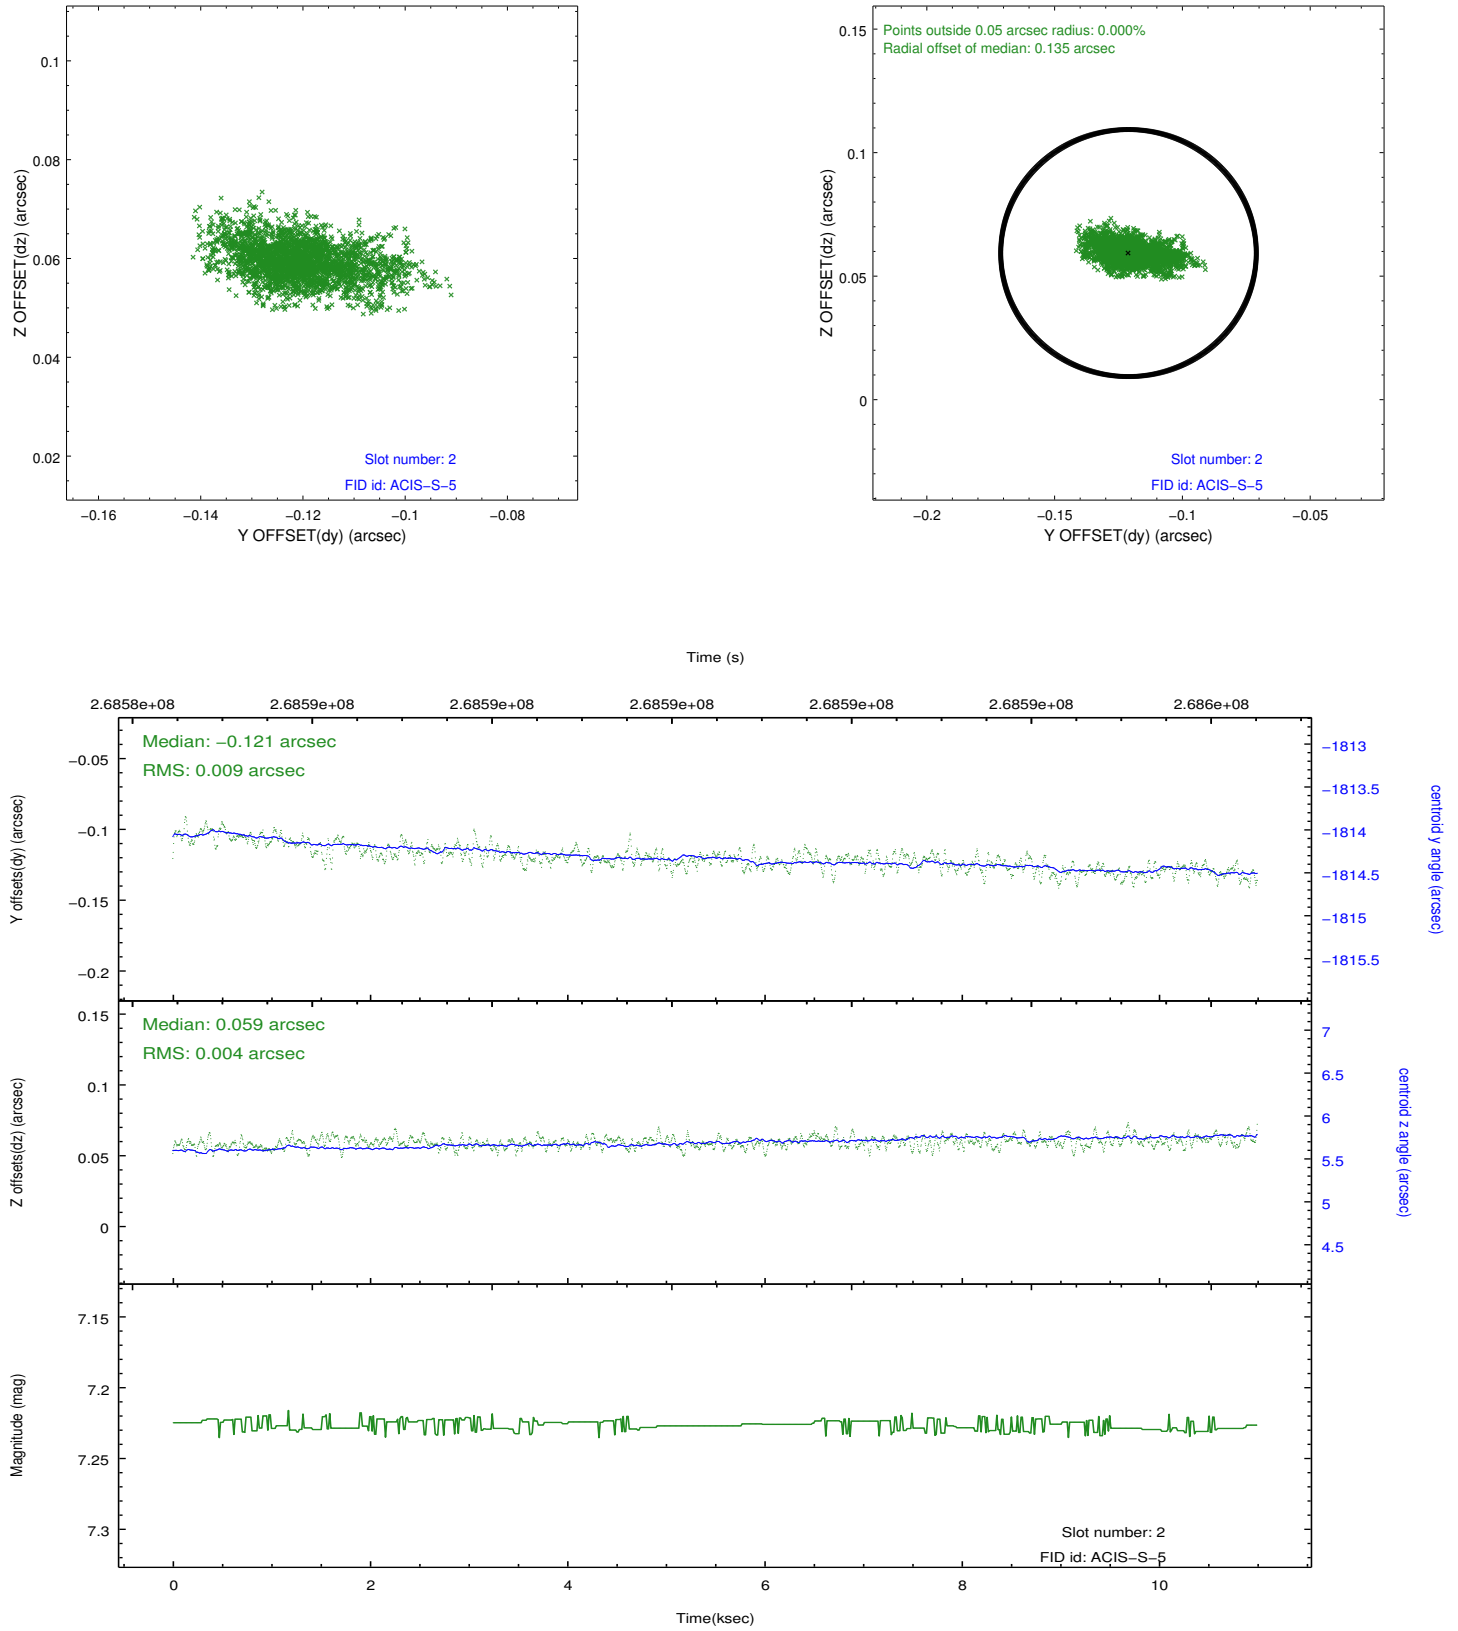 0.1
0.08
0.06
0.04
0.02
Z OFFSET(dz) (arcsec)
Slot number: 2
FID id: ACIS−S−5
−0.16 −0.14 −0.12 −0.1 −0.08
Y OFFSET(dy) (arcsec)
Points outside 0.05 arcsec radius: 0.000%
Radial offset of median: 0.135 arcsec
0.15
0.1
0.05
0
Z OFFSET(dz) (arcsec)
Slot number: 2
FID id: ACIS−S−5
−0.2 −0.15 −0.1 −0.05
Y OFFSET(dy) (arcsec)
Time (s)
2.6858e+08 2.6859e+08 2.6859e+08 2.6859e+08 2.6859e+08 2.6859e+08 2.686e+08
Median: −0.121 arcsec
RMS: 0.009 arcsec
−0.05
−0.1
−0.15
−0.2
Y offsets(dy) (arcsec)
−1813
−1813.5
−1814
−1814.5
−1815
−1815.5
centroid y angle (arcsec)
Median: 0.059 arcsec
RMS: 0.004 arcsec
0.15
0.1
0.05
0
Z offsets(dz) (arcsec)
7
6.5
6
5.5
5
4.5
centroid z angle (arcsec)
7.15
7.2
7.25
7.3
Magnitude (mag)
Slot number: 2
FID id: ACIS−S−5
0 2 4 6 8 10
Time(ksec)